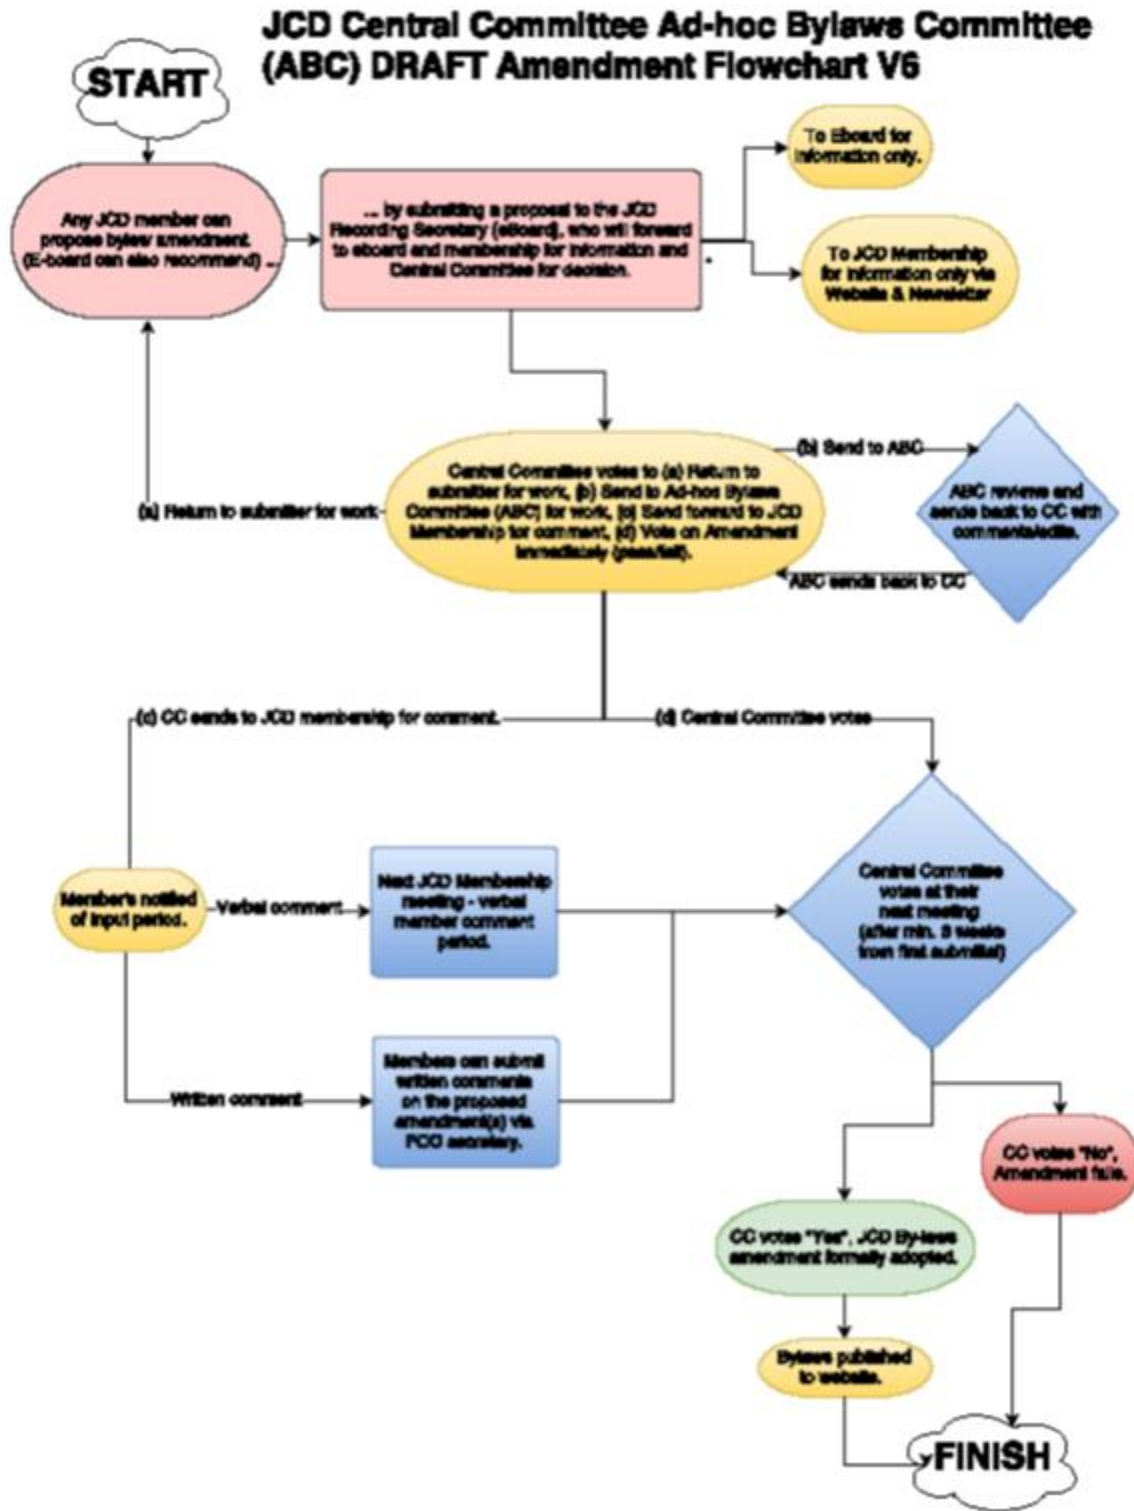 JCD Central Committee Ad-hoc Bylaws Committee
(ABC) DRAFT Amendment Flowchart V6
START
To Eboard for
information only.
Any JCD member can
propose bylaw amendment.
(E-board can also recommend) ...
... by submitting a proposal to the JCD
Recording Secretary (eBoard), who will forward
to eboard and membership for information and
Central Committee for decision.
To JCD Membership
for information only via
Website & Newsletter
(b) Send to ABC
Central Committee votes to (a) Return to
submitter for work, (b) Send to Ad-hos Bylaws
Committee (ABC) for work, (c) Send forward to JCD
Membership for comment, (d) Vote on Amendment
immediately (pass/fail).
ABC reviews and
sends back to CC with
comments/edits.
(a) Return to submitter for work
ABC sends back to CC
(c) CC sends to JCD membership for comment.
(d) Central Committee votes
Member's notified
of input period.
Verbal comment
Next JCD Membership
meeting - verbal
member comment
period.
Central Committee
votes at their
next meeting
(after min. 3 weeks
from first submittal)
Written comment
Members can submit
written comments
on the proposed
amendment(s) via
secretary.
CC votes "No",
Amendment fails.
CC votes "Yes", JCD By-laws
amendment formally adopted.
Bylaws published
to website.
FINISH